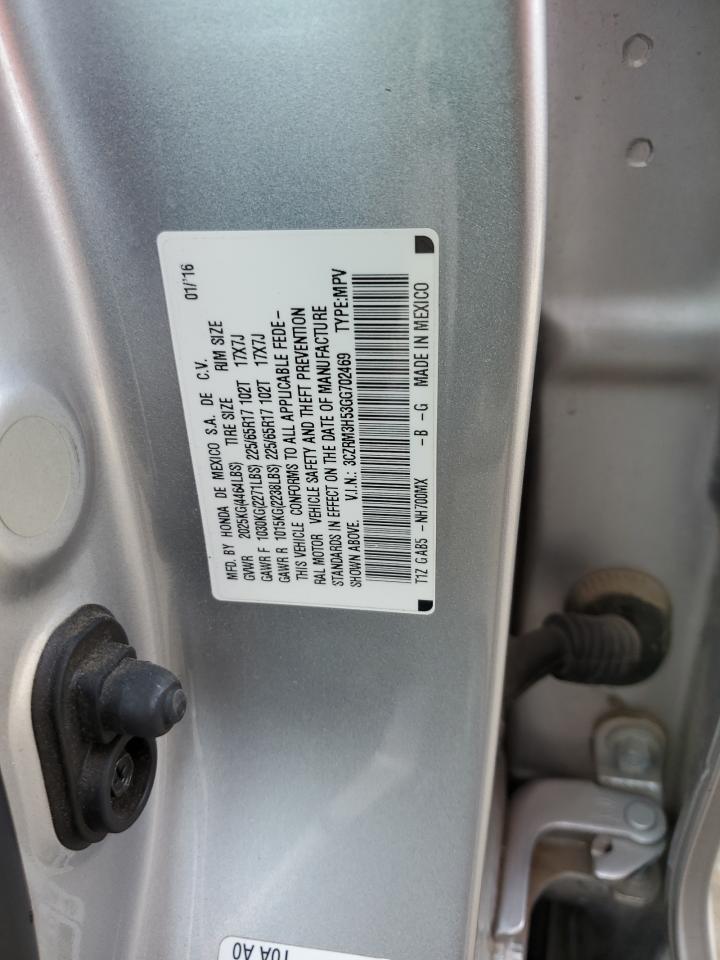 MFD. BY HONDA DE MEXICO S.A. DE C.V. 01/'16
TIRE SIZE RIM SIZE
GVWR 2025KG(4464LBS)
GAWR F 1030KG(2271LBS) 225/65R17 102T 17X7J
GAWR R 1015KG(2238LBS) 225/65R17 102T 17X7J
THIS VEHICLE CONFORMS TO ALL APPLICABLE FEDE-
RAL MOTOR VEHICLE SAFETY AND THEFT PREVENTION
STANDARDS IN EFFECT ON THE DATE OF MANUFACTURE
SHOWN ABOVE. V.I.N.: 3CZRM3H53GG702469 TYPE:MPV
T1Z GAB5 -NH700MX -B -G MADE IN MEXICO
10A A0